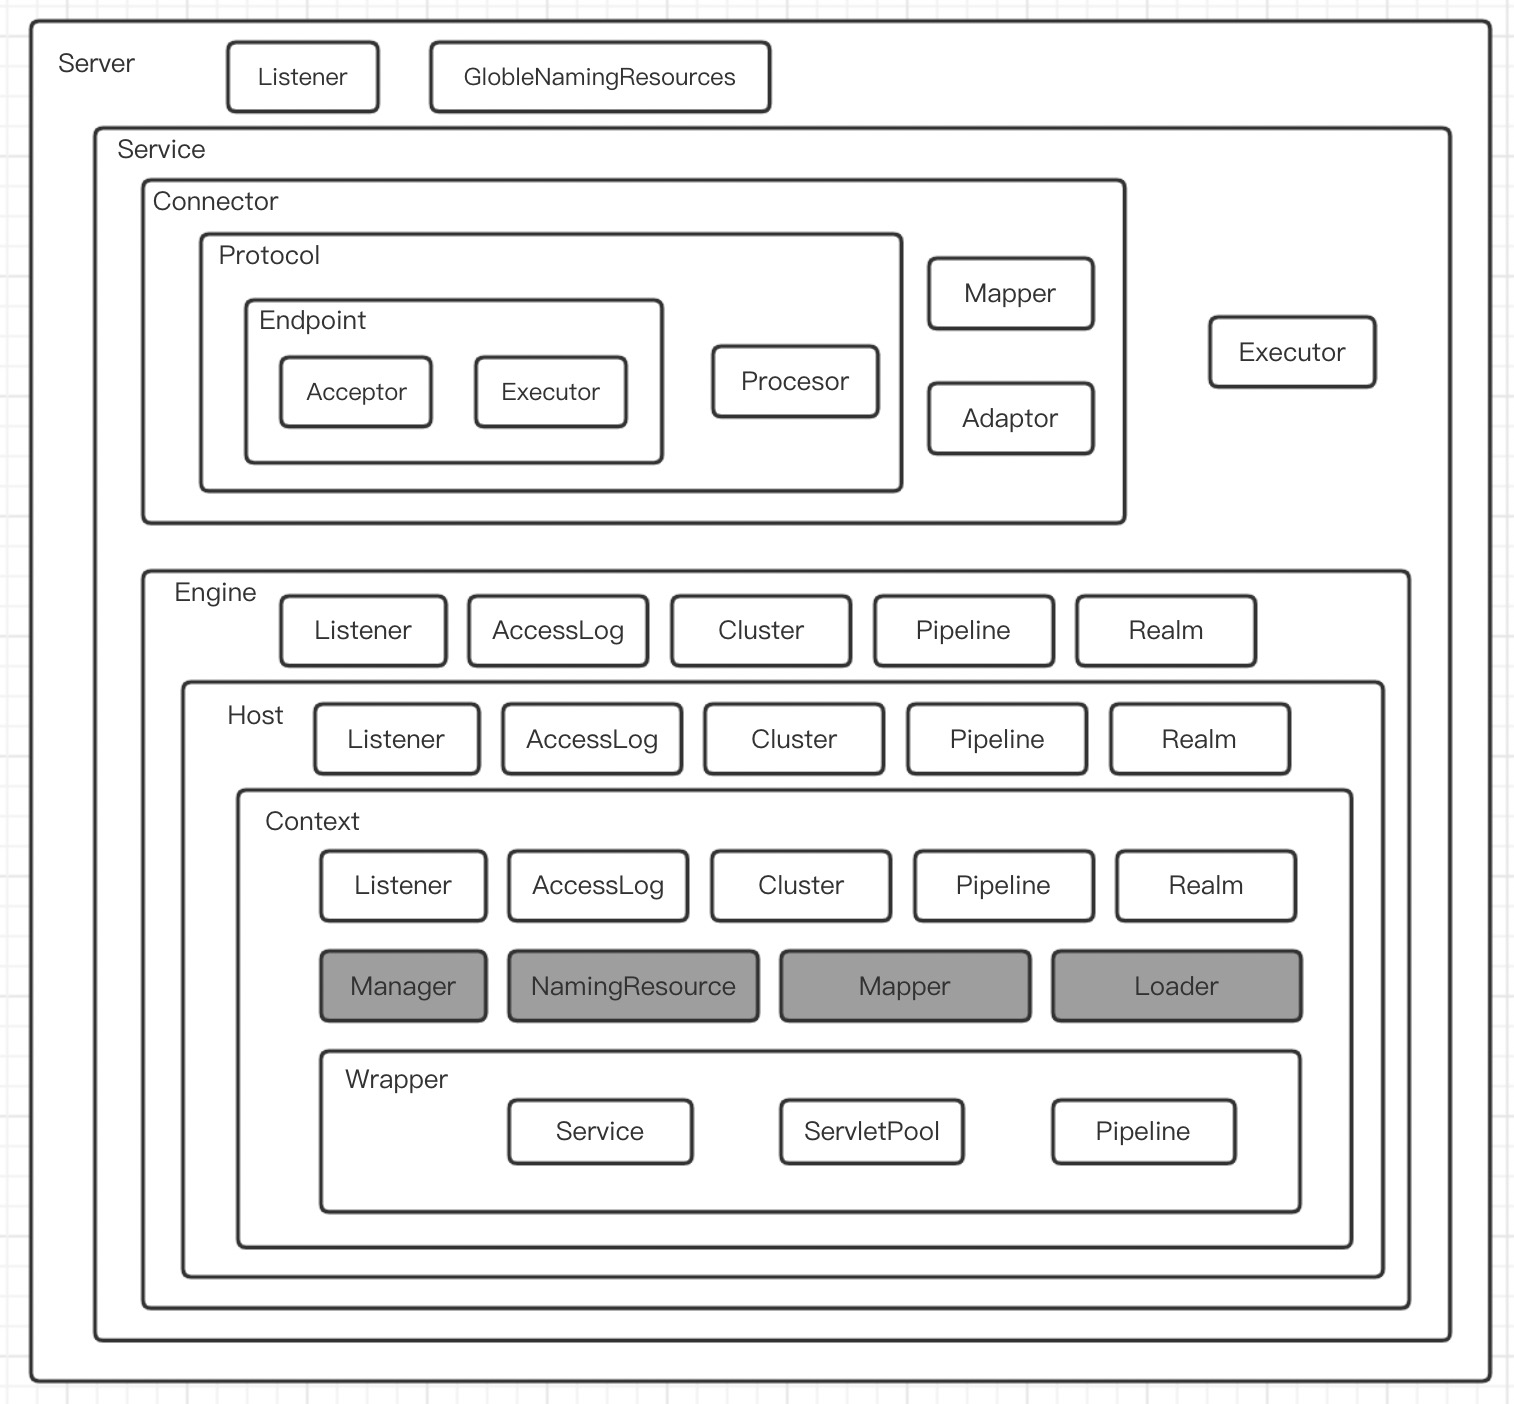 Server
Listener
GlobleNamingResources
Service
Connector
Protocol
Endpoint
Acceptor
Executor
Procesor
Mapper
Adaptor
Executor
Engine
Listener
AccessLog
Cluster
Pipeline
Realm
Host
Listener
AccessLog
Cluster
Pipeline
Realm
Context
Listener
AccessLog
Cluster
Pipeline
Realm
Manager
NamingResource
Mapper
Loader
Wrapper
Service
ServletPool
Pipeline